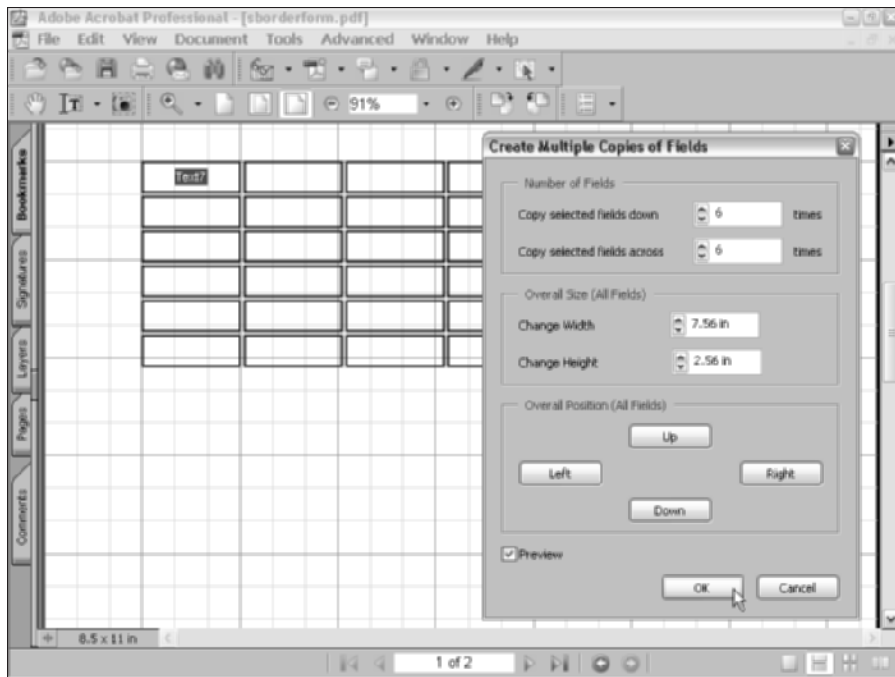 Adobe Acrobat Professional - [sborderform.pdf]
File Edit View Document Tools Advanced Window Help
91%
Bookmarks
Signatures
Layers
Pages
Comments
Text7
Create Multiple Copies of Fields
Number of Fields
Copy selected fields down 6 times
Copy selected fields across 6 times
Overall Size (All Fields)
Change Width 7.56 in
Change Height 2.56 in
Overall Position (All Fields)
Up
Left Right
Down
Preview
OK Cancel
8.5 x 11 in
1 of 2